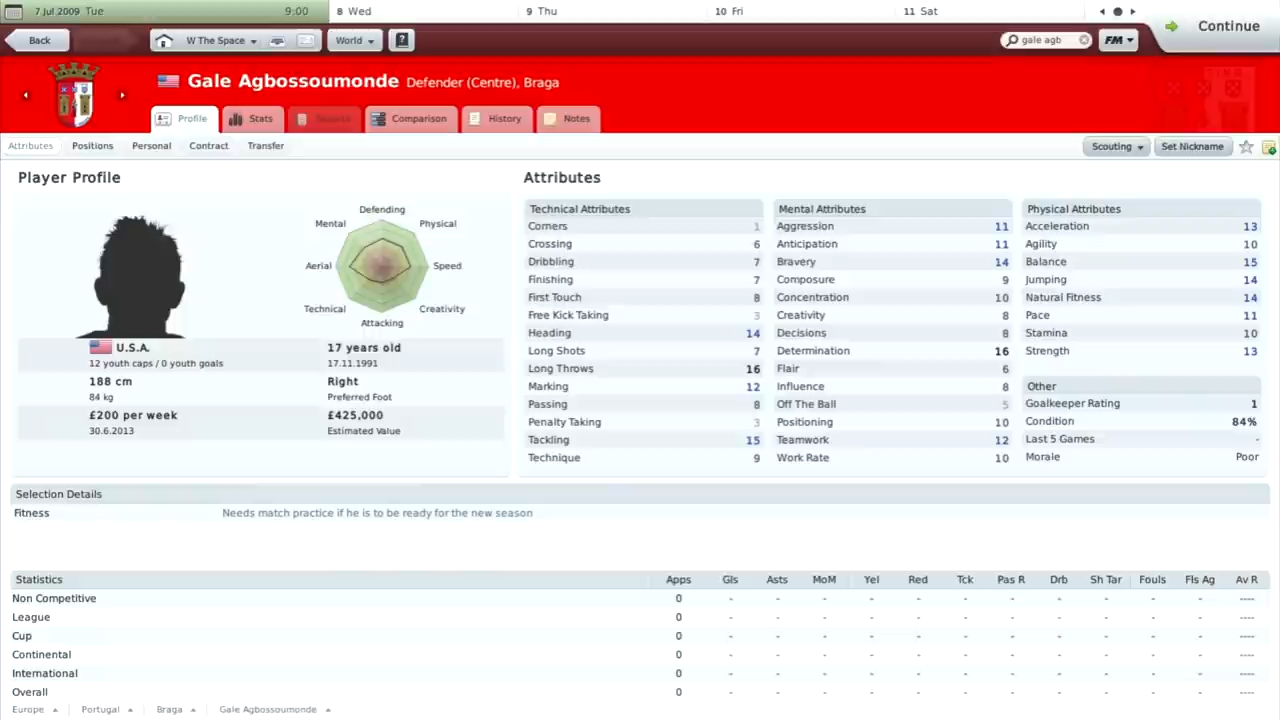 7 Jul 2009 Tue 9:00 8 Wed 9 Thu 10 Fri 11 Sat
Continue
Back W The Space World ? gale agb FM
Gale Agbossoumonde Defender (Centre), Braga
Profile Stats Comparison History Notes
Attributes Positions Personal Contract Transfer Scouting Set Nickname
Player Profile
Defending
Mental Physical
Aerial Speed
Technical Creativity
Attacking
U.S.A. 17 years old
12 youth caps / 0 youth goals 17.11.1991
188 cm Right
84 kg Preferred Foot
£200 per week £425,000
30.6.2013 Estimated Value
Attributes
Technical Attributes
Corners 1
Crossing 6
Dribbling 7
Finishing 7
First Touch 8
Free Kick Taking 3
Heading 14
Long Shots 7
Long Throws 16
Marking 12
Passing 8
Penalty Taking 3
Tackling 15
Technique 9
Mental Attributes
Aggression 11
Anticipation 11
Bravery 14
Composure 9
Concentration 10
Creativity 8
Decisions 8
Determination 16
Flair 6
Influence 8
Off The Ball 5
Positioning 10
Teamwork 12
Work Rate 10
Physical Attributes
Acceleration 13
Agility 10
Balance 15
Jumping 14
Natural Fitness 14
Pace 11
Stamina 10
Strength 13
Other
Goalkeeper Rating 1
Condition 84%
Last 5 Games -
Morale Poor
Selection Details
Fitness Needs match practice if he is to be ready for the new season
Statistics Apps Gls Asts MoM Yel Red Tck Pas R Drb Sh Tar Fouls Fls Ag Av R
Non Competitive 0 - - - - - - - - - - - ----
League 0 - - - - - - - - - - - ----
Cup 0 - - - - - - - - - - - ----
Continental 0 - - - - - - - - - - - ----
International 0 - - - - - - - - - - - ----
Overall 0 - - - - - - - - - - - ----
Europe Portugal Braga Gale Agbossoumonde